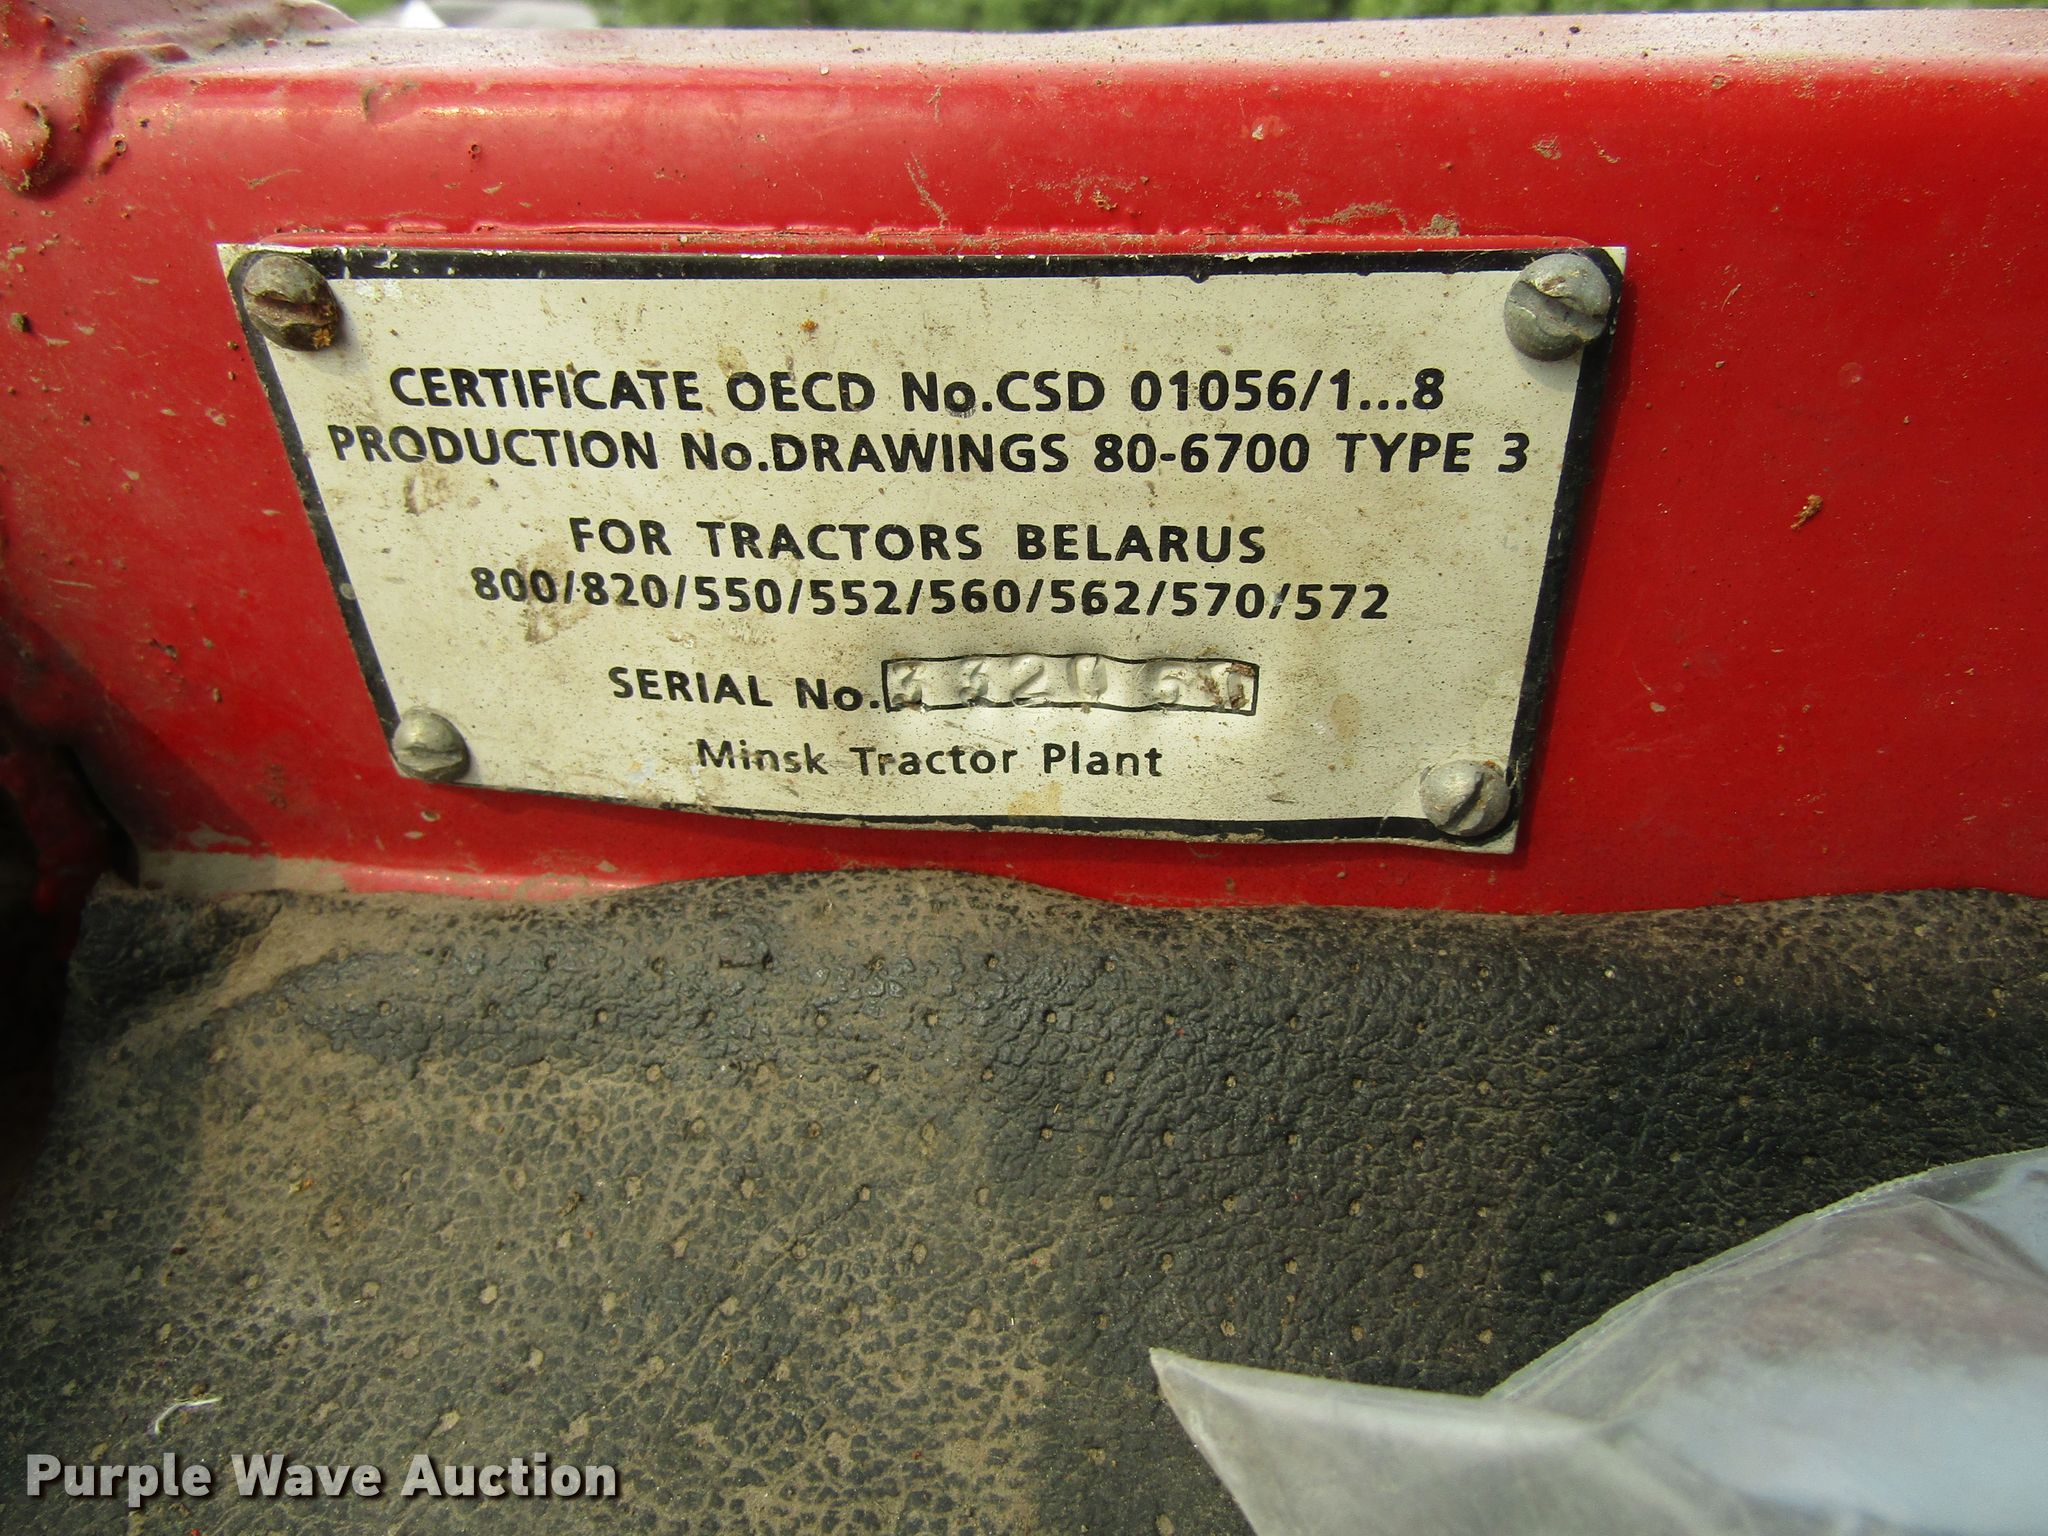 CERTIFICATE OECD No.CSD 01056/1...8
PRODUCTION No.DRAWINGS 80-6700 TYPE 3
FOR TRACTORS BELARUS
800/820/550/552/560/562/570/572
SERIAL No.
Minsk Tractor Plant
Purple Wave Auction